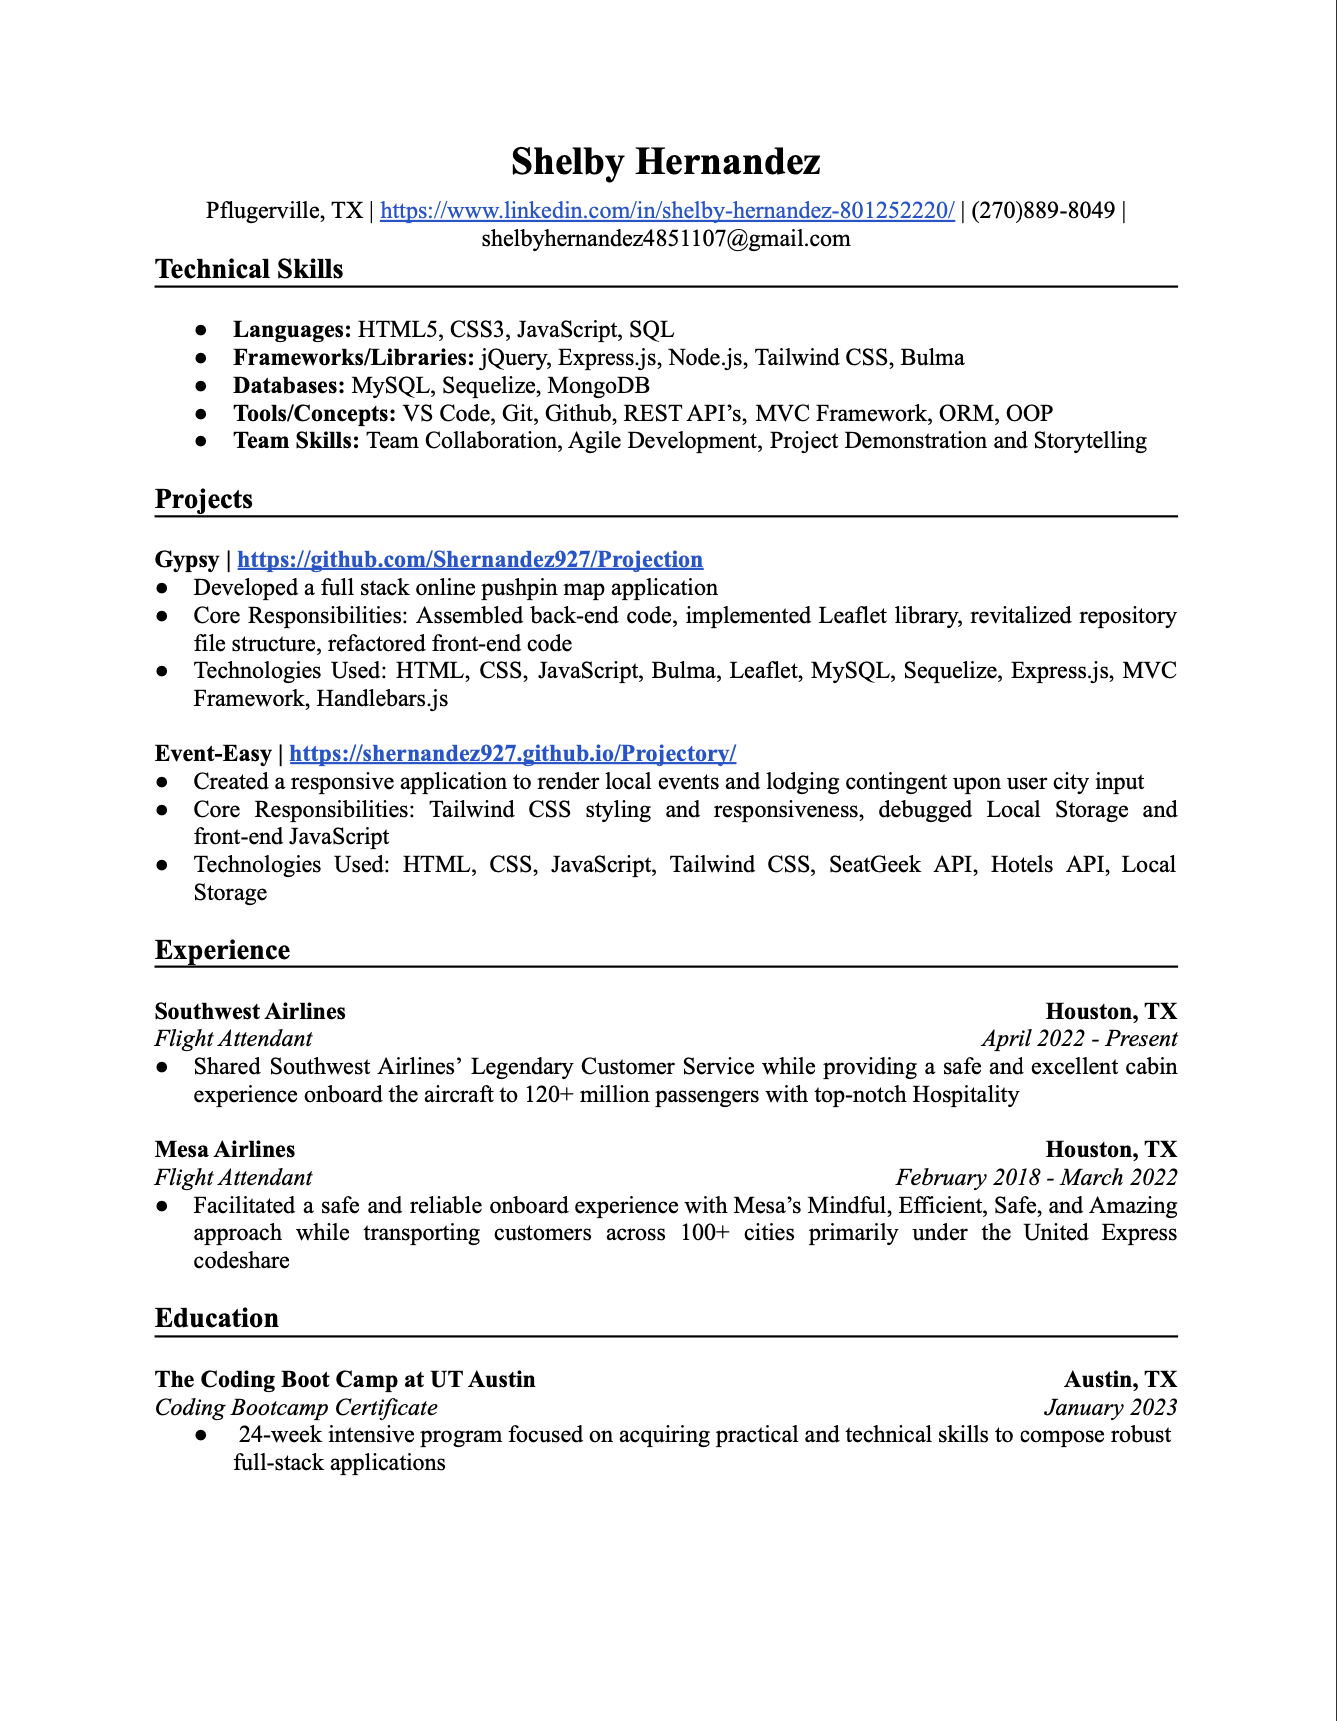 Shelby Hernandez
Pflugerville, TX | https://www.linkedin.com/in/shelby-hernandez-801252220/ | (270)889-8049 |
shelbyhernandez4851107@gmail.com
Technical Skills
● Languages: HTML5, CSS3, JavaScript, SQL
● Frameworks/Libraries: jQuery, Express.js, Node.js, Tailwind CSS, Bulma
● Databases: MySQL, Sequelize, MongoDB
● Tools/Concepts: VS Code, Git, Github, REST API’s, MVC Framework, ORM, OOP
● Team Skills: Team Collaboration, Agile Development, Project Demonstration and Storytelling
Projects
Gypsy | https://github.com/Shernandez927/Projection
● Developed a full stack online pushpin map application
● Core Responsibilities: Assembled back-end code, implemented Leaflet library, revitalized repository
file structure, refactored front-end code
● Technologies Used: HTML, CSS, JavaScript, Bulma, Leaflet, MySQL, Sequelize, Express.js, MVC
Framework, Handlebars.js
Event-Easy | https://shernandez927.github.io/Projectory/
● Created a responsive application to render local events and lodging contingent upon user city input
● Core Responsibilities: Tailwind CSS styling and responsiveness, debugged Local Storage and
front-end JavaScript
● Technologies Used: HTML, CSS, JavaScript, Tailwind CSS, SeatGeek API, Hotels API, Local
Storage
Experience
Southwest Airlines Houston, TX
Flight Attendant April 2022 - Present
● Shared Southwest Airlines’ Legendary Customer Service while providing a safe and excellent cabin
experience onboard the aircraft to 120+ million passengers with top-notch Hospitality
Mesa Airlines Houston, TX
Flight Attendant February 2018 - March 2022
● Facilitated a safe and reliable onboard experience with Mesa’s Mindful, Efficient, Safe, and Amazing
approach while transporting customers across 100+ cities primarily under the United Express
codeshare
Education
The Coding Boot Camp at UT Austin Austin, TX
Coding Bootcamp Certificate January 2023
● 24-week intensive program focused on acquiring practical and technical skills to compose robust
full-stack applications